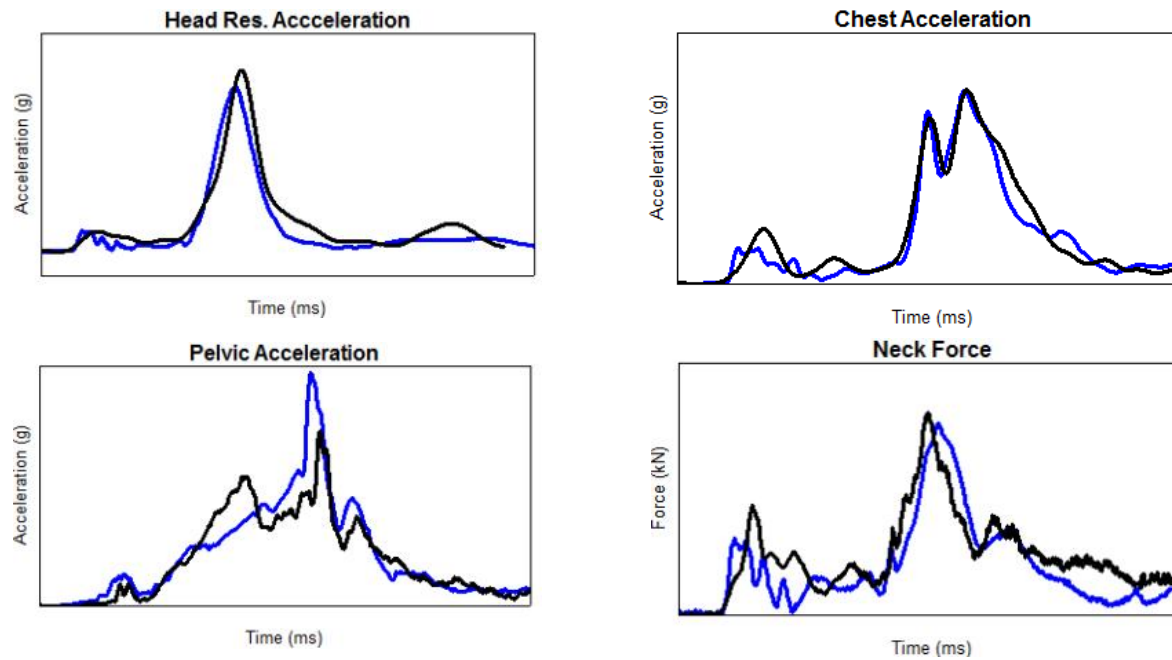 Head Res. Accceleration
Acceleration (g)
Time (ms)
Chest Acceleration
Acceleration (g)
Time (ms)
Pelvic Acceleration
Acceleration (g)
Time (ms)
Neck Force
Force (kN)
Time (ms)